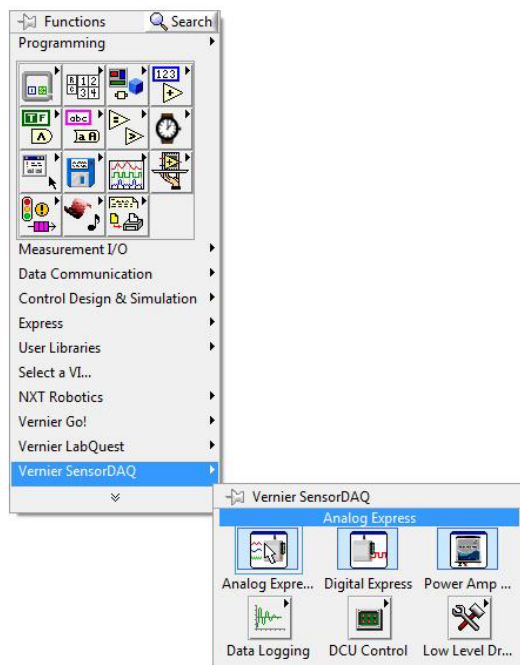 Functions Search
Programming
Measurement I/O
Data Communication
Control Design & Simulation
Express
User Libraries
Select a VI...
NXT Robotics
Vernier Go!
Vernier LabQuest
Vernier SensorDAQ
Vernier SensorDAQ
Analog Express
Analog Expre... Digital Express Power Amp ...
Data Logging DCU Control Low Level Dr...